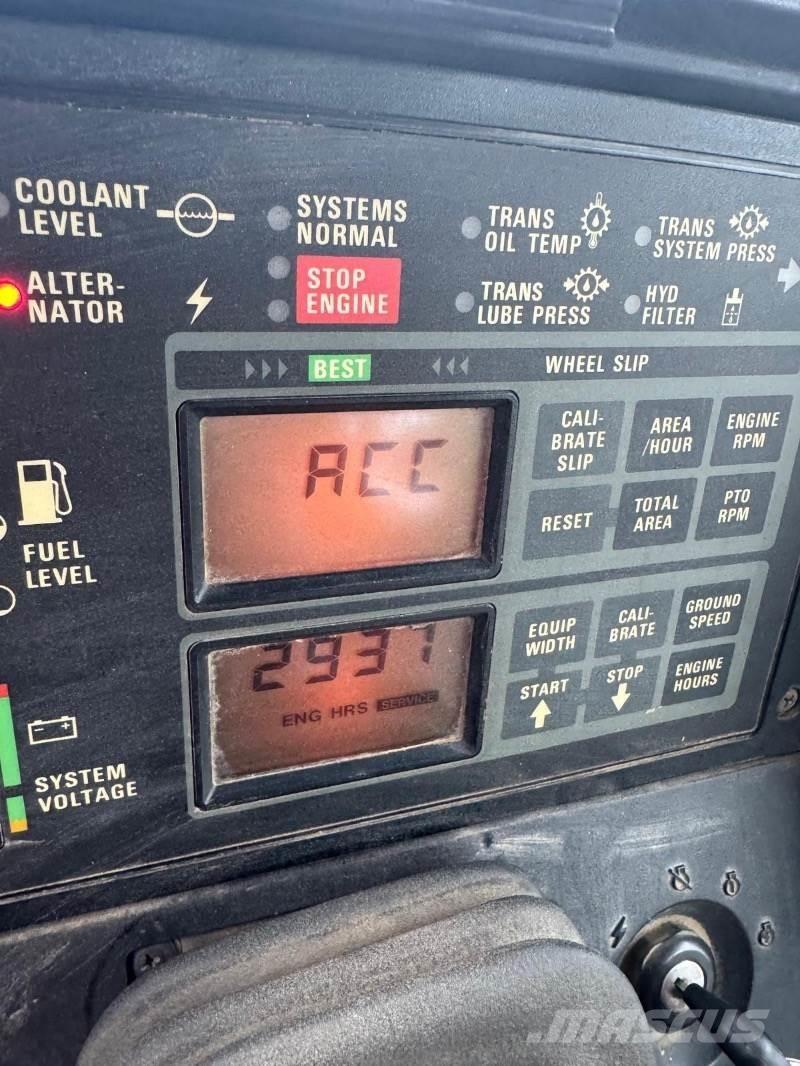 COOLANT
LEVEL
SYSTEMS
NORMAL
TRANS
OIL TEMP
TRANS
SYSTEM PRESS
ALTER-
NATOR
STOP
ENGINE
TRANS
LUBE PRESS
HYD
FILTER
BEST
WHEEL SLIP
ACC
CALI-
BRATE
SLIP
AREA
/HOUR
ENGINE
RPM
RESET
TOTAL
AREA
PTO
RPM
FUEL
LEVEL
2937
ENG HRS SERVICE
EQUIP
WIDTH
CALI-
BRATE
GROUND
SPEED
START
STOP
ENGINE
HOURS
SYSTEM
VOLTAGE
MASCUS